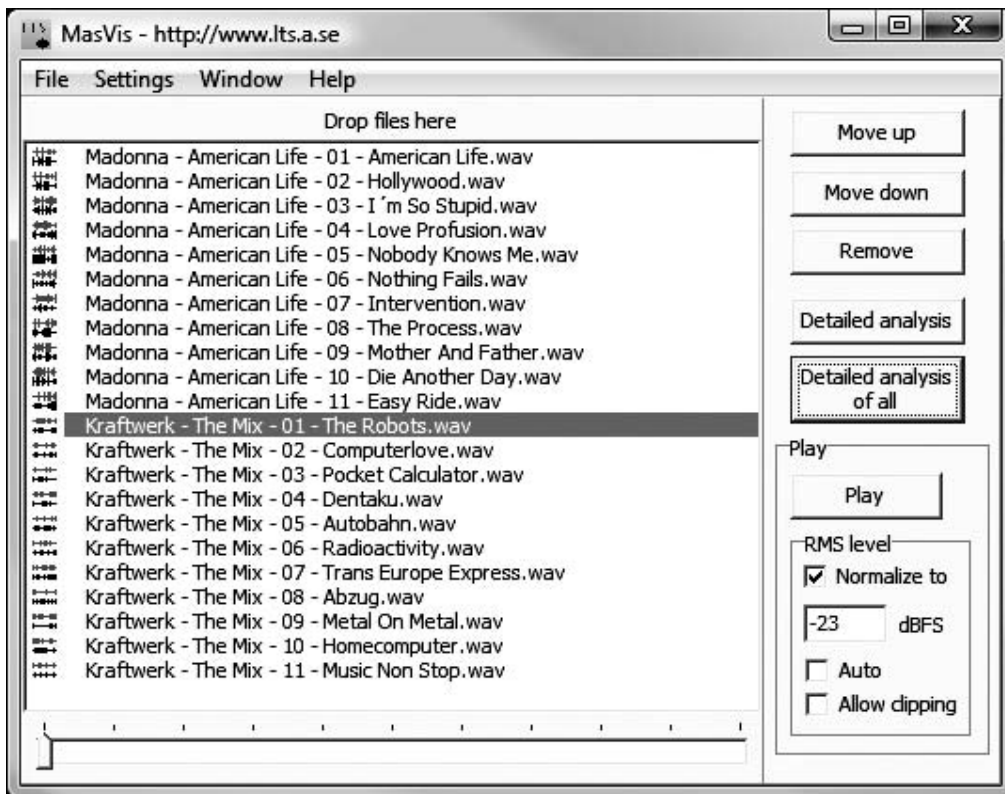 MasVis - http://www.lts.a.se
File Settings Window Help
Drop files here
Madonna - American Life - 01 - American Life.wav
Madonna - American Life - 02 - Hollywood.wav
Madonna - American Life - 03 - I´m So Stupid.wav
Madonna - American Life - 04 - Love Profusion.wav
Madonna - American Life - 05 - Nobody Knows Me.wav
Madonna - American Life - 06 - Nothing Fails.wav
Madonna - American Life - 07 - Intervention.wav
Madonna - American Life - 08 - The Process.wav
Madonna - American Life - 09 - Mother And Father.wav
Madonna - American Life - 10 - Die Another Day.wav
Madonna - American Life - 11 - Easy Ride.wav
Kraftwerk - The Mix - 01 - The Robots.wav
Kraftwerk - The Mix - 02 - Computerlove.wav
Kraftwerk - The Mix - 03 - Pocket Calculator.wav
Kraftwerk - The Mix - 04 - Dentaku.wav
Kraftwerk - The Mix - 05 - Autobahn.wav
Kraftwerk - The Mix - 06 - Radioactivity.wav
Kraftwerk - The Mix - 07 - Trans Europe Express.wav
Kraftwerk - The Mix - 08 - Abzug.wav
Kraftwerk - The Mix - 09 - Metal On Metal.wav
Kraftwerk - The Mix - 10 - Homecomputer.wav
Kraftwerk - The Mix - 11 - Music Non Stop.wav
Move up
Move down
Remove
Detailed analysis
Detailed analysis
of all
Play
Play
RMS level
Normalize to
-23 dBFS
Auto
Allow clipping